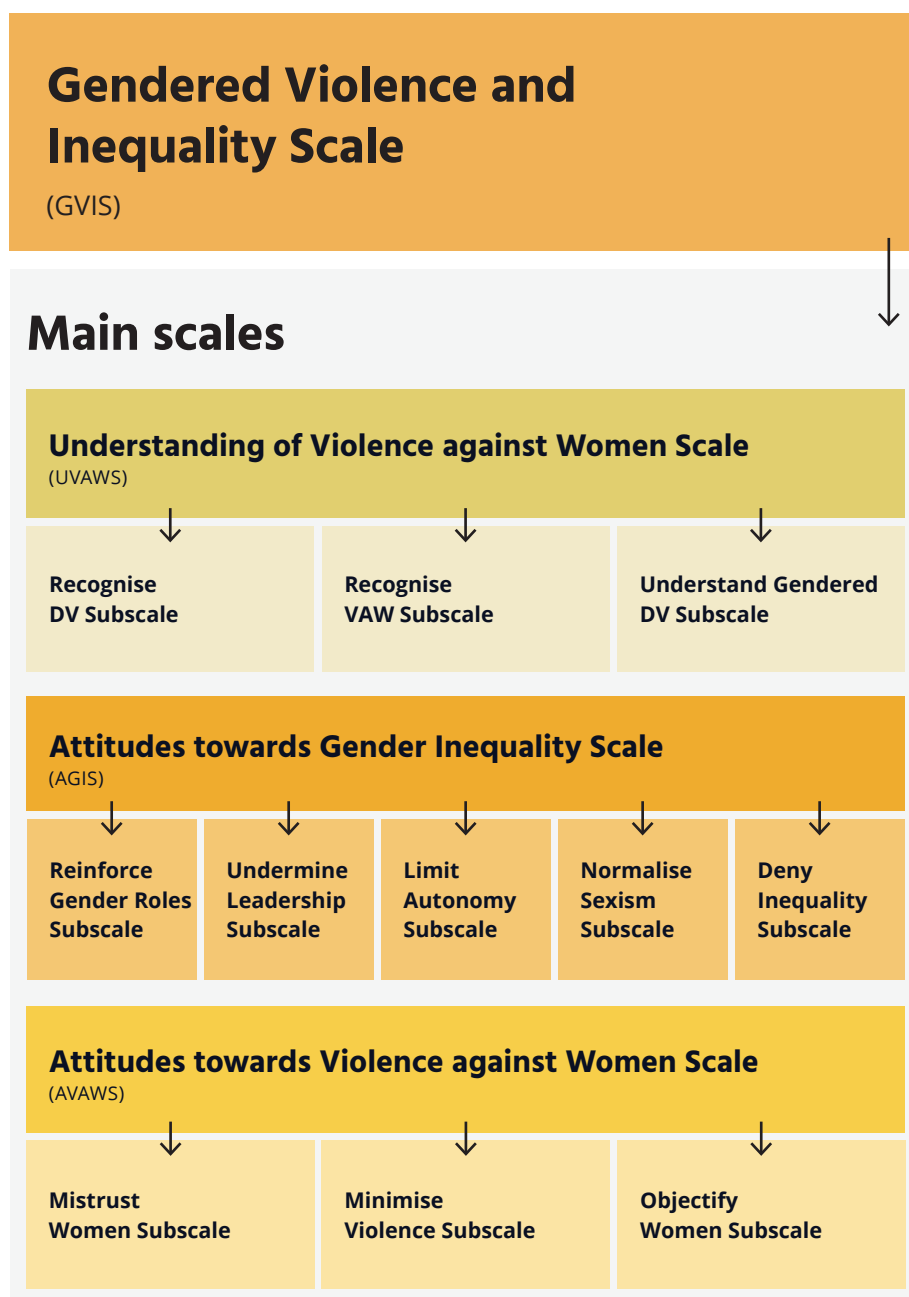 Gendered Violence and
Inequality Scale
(GVIS)
Main scales
Understanding of Violence against Women Scale
(UVAWS)
Recognise
DV Subscale
Recognise
VAW Subscale
Understand Gendered
DV Subscale
Attitudes towards Gender Inequality Scale
(AGIS)
Reinforce
Gender Roles
Subscale
Undermine
Leadership
Subscale
Limit
Autonomy
Subscale
Normalise
Sexism
Subscale
Deny
Inequality
Subscale
Attitudes towards Violence against Women Scale
(AVAWS)
Mistrust
Women Subscale
Minimise
Violence Subscale
Objectify
Women Subscale